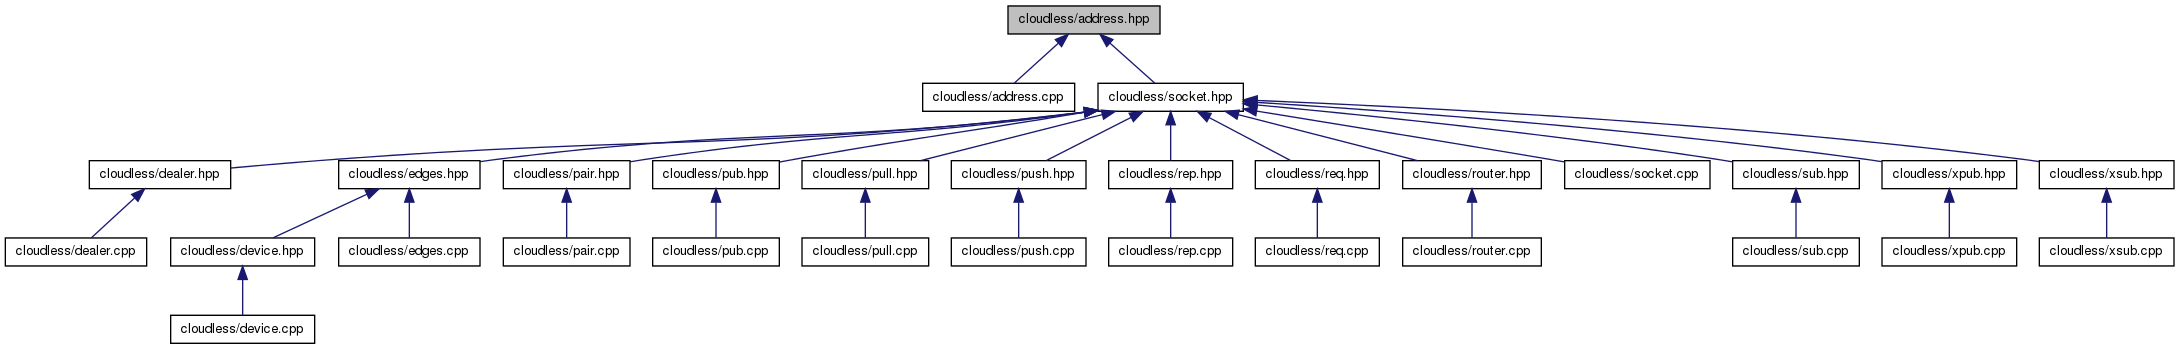 cloudless/address.hpp
cloudless/address.cpp
cloudless/socket.hpp
cloudless/dealer.hpp
cloudless/edges.hpp
cloudless/pair.hpp
cloudless/pub.hpp
cloudless/pull.hpp
cloudless/push.hpp
cloudless/rep.hpp
cloudless/req.hpp
cloudless/router.hpp
cloudless/socket.cpp
cloudless/sub.hpp
cloudless/xpub.hpp
cloudless/xsub.hpp
cloudless/dealer.cpp
cloudless/device.hpp
cloudless/edges.cpp
cloudless/pair.cpp
cloudless/pub.cpp
cloudless/pull.cpp
cloudless/push.cpp
cloudless/rep.cpp
cloudless/req.cpp
cloudless/router.cpp
cloudless/sub.cpp
cloudless/xpub.cpp
cloudless/xsub.cpp
cloudless/device.cpp